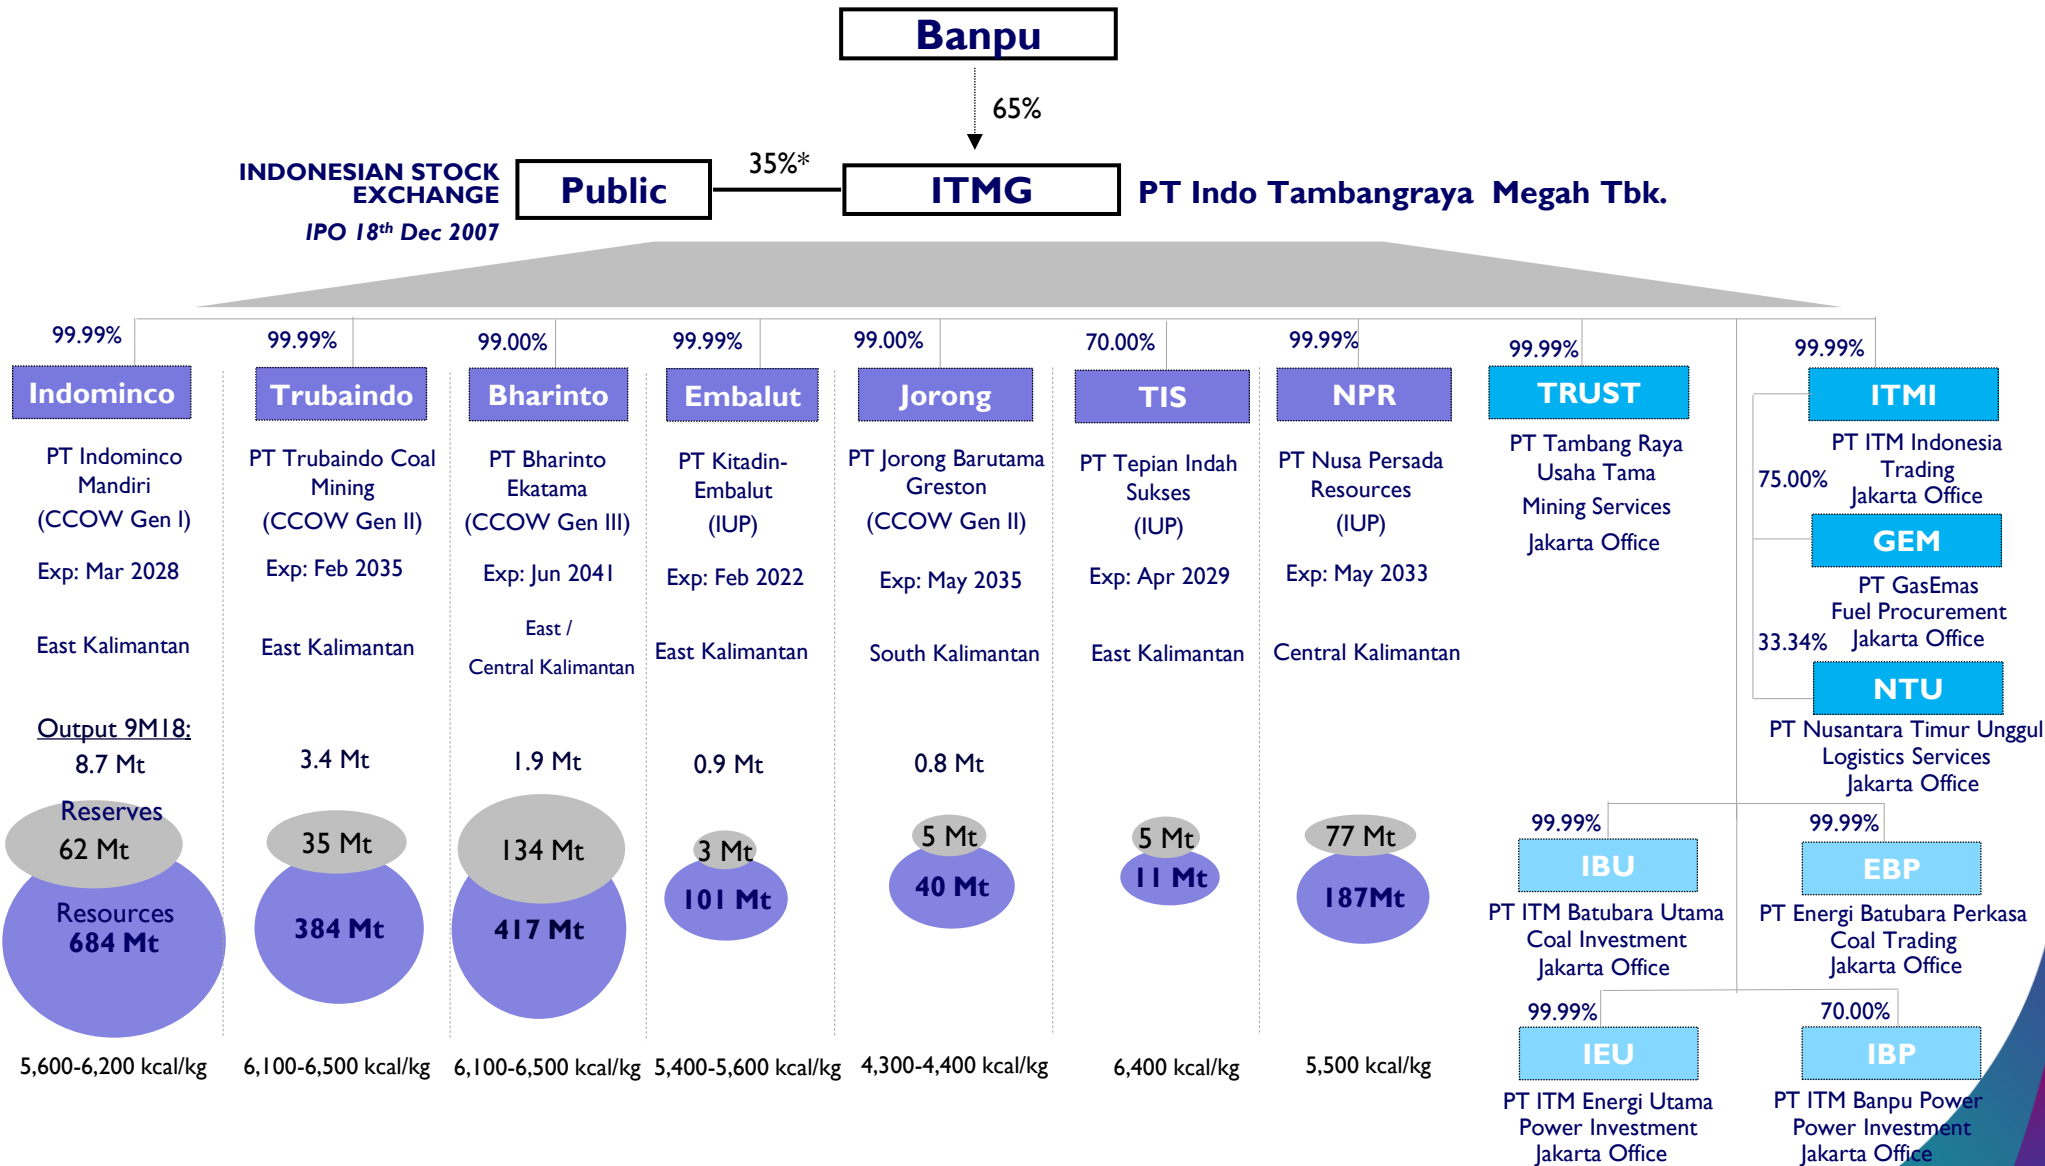 Banpu
65%
INDONESIAN STOCK
EXCHANGE
IPO 18th Dec 2007
Public
35%*
ITMG
PT Indo Tambangraya Megah Tbk.
99.99%
Indominco
PT Indominco
Mandiri
(CCOW Gen I)
Exp: Mar 2028
East Kalimantan
Output 9M18:
8.7 Mt
Reserves
62 Mt
Resources
684 Mt
5,600-6,200 kcal/kg
99.99%
Trubaindo
PT Trubaindo Coal
Mining
(CCOW Gen II)
Exp: Feb 2035
East Kalimantan
3.4 Mt
35 Mt
384 Mt
6,100-6,500 kcal/kg
99.00%
Bharinto
PT Bharinto
Ekatama
(CCOW Gen III)
Exp: Jun 2041
East /
Central Kalimantan
1.9 Mt
134 Mt
417 Mt
6,100-6,500 kcal/kg
99.99%
Embalut
PT Kitadin-
Embalut
(IUP)
Exp: Feb 2022
East Kalimantan
0.9 Mt
3 Mt
101 Mt
5,400-5,600 kcal/kg
99.00%
Jorong
PT Jorong Barutama
Greston
(CCOW Gen II)
Exp: May 2035
South Kalimantan
0.8 Mt
5 Mt
40 Mt
4,300-4,400 kcal/kg
70.00%
TIS
PT Tepian Indah
Sukses
(IUP)
Exp: Apr 2029
East Kalimantan
5 Mt
11 Mt
6,400 kcal/kg
99.99%
NPR
PT Nusa Persada
Resources
(IUP)
Exp: May 2033
Central Kalimantan
77 Mt
187Mt
5,500 kcal/kg
99.99%
TRUST
PT Tambang Raya
Usaha Tama
Mining Services
Jakarta Office
99.99%
ITMI
PT ITM Indonesia
Trading
Jakarta Office
75.00%
GEM
PT GasEmas
Fuel Procurement
Jakarta Office
33.34%
NTU
PT Nusantara Timur Unggul
Logistics Services
Jakarta Office
99.99%
IBU
PT ITM Batubara Utama
Coal Investment
Jakarta Office
99.99%
EBP
PT Energi Batubara Perkasa
Coal Trading
Jakarta Office
99.99%
IEU
PT ITM Energi Utama
Power Investment
Jakarta Office
70.00%
IBP
PT ITM Banpu Power
Power Investment
Jakarta Office